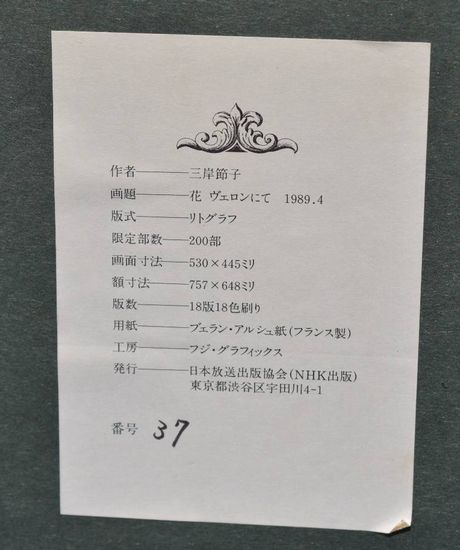 作者―――三岸節子
画題―――花 ヴェロンにて 1989.4
版式―――リトグラフ
限定部数――200部
画面寸法――530×445ミリ
額寸法―――757×648ミリ
版数―――18版18色刷り
用紙―――ブェラン・アルシュ紙(フランス製)
工房―――フジ・グラフィックス
発行―――日本放送出版協会(NHK出版)
東京都渋谷区宇田川4-1
番号 37